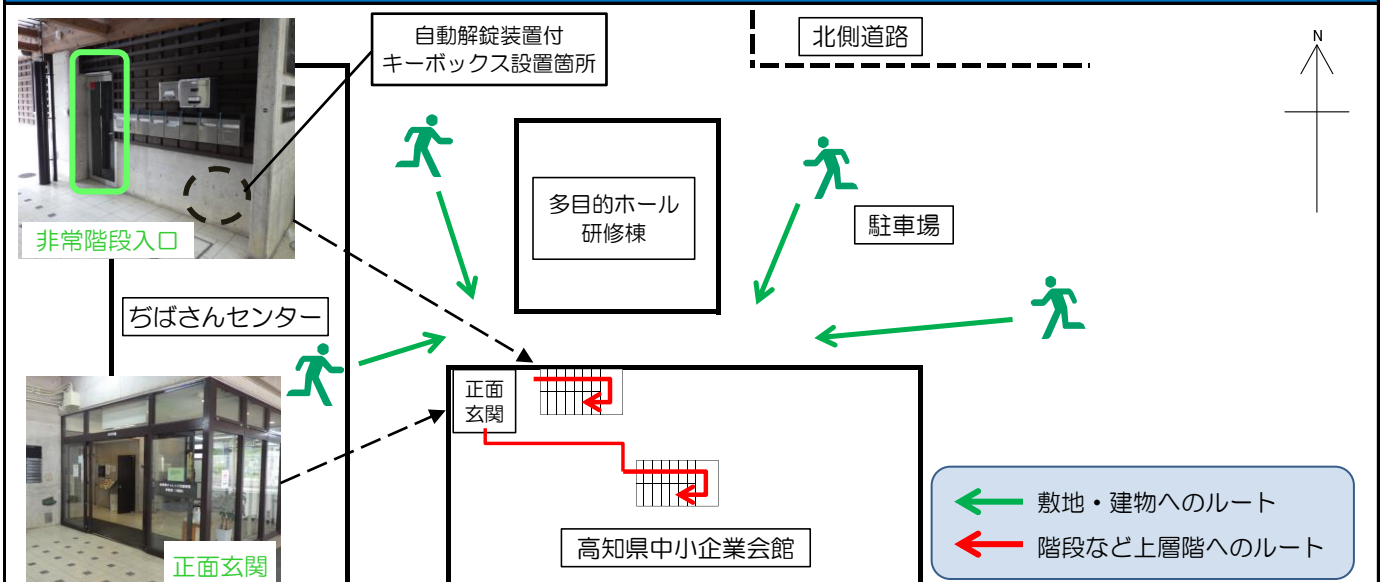 自動解錠装置付
キーボックス設置箇所
北側道路
N
多目的ホール
研修棟
駐車場
非常階段入口
ぢばさんセンター
正面
玄関
正面玄関
高知県中小企業会館
敷地・建物へのルート
階段など上層階へのルート